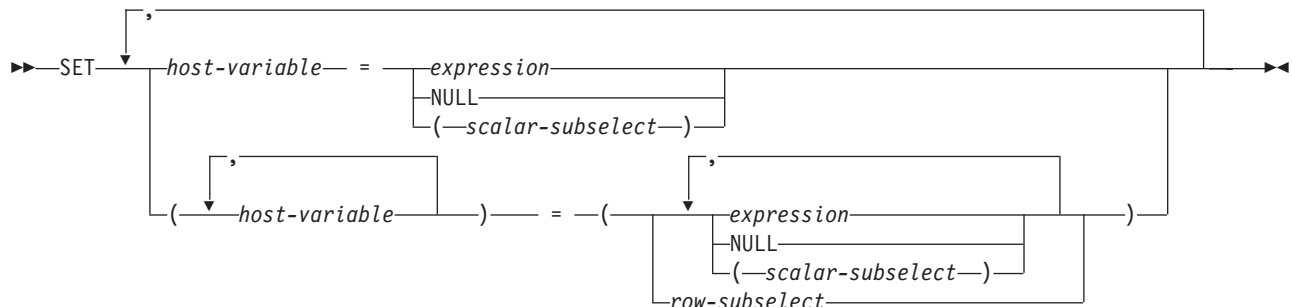 ,
SET host-variable = expression
NULL
( scalar-subselect )
, ,
( host-variable ) = ( expression )
NULL
( scalar-subselect )
row-subselect